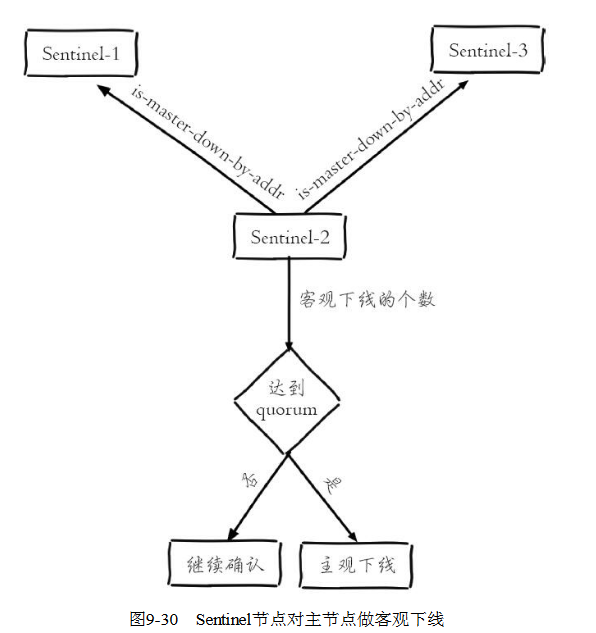 Sentinel-1
Sentinel-3
is-master-down-by-addr
is-master-down-by-addr
Sentinel-2
客观下线的个数
达到
quorum
否
是
继续确认
主观下线
图9-30 Sentinel节点对主节点做客观下线